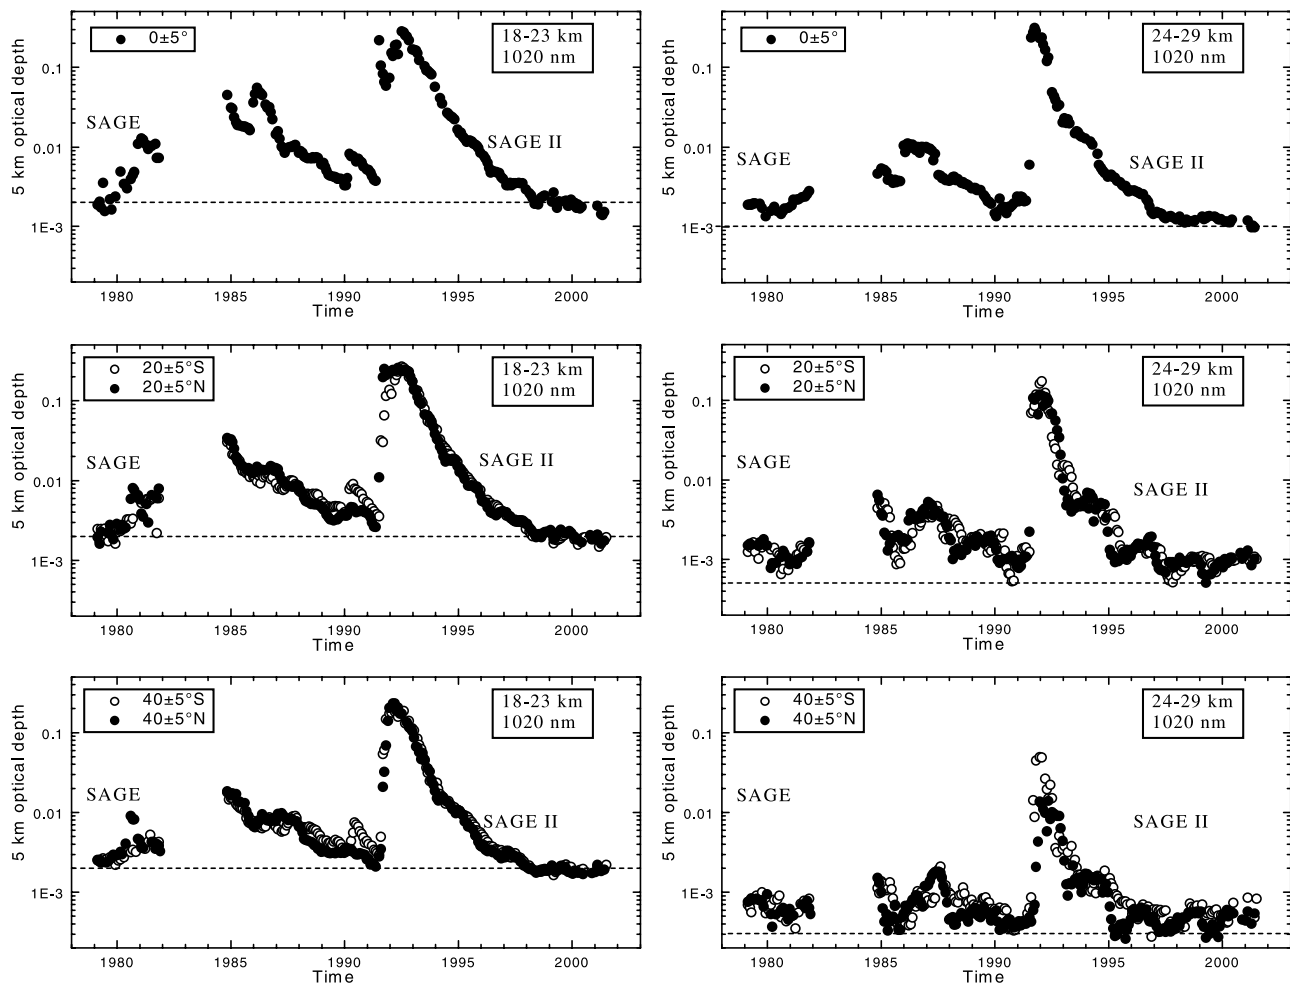 0±5°
18-23 km
1020 nm
SAGE
SAGE II
5 km optical depth
0.1
0.01
1E-3
1980
1985
1990
1995
2000
Time
0±5°
24-29 km
1020 nm
SAGE
SAGE II
5 km optical depth
0.1
0.01
1E-3
1980
1985
1990
1995
2000
Time
20±5°S
20±5°N
18-23 km
1020 nm
SAGE
SAGE II
5 km optical depth
0.1
0.01
1E-3
1980
1985
1990
1995
2000
Time
20±5°S
20±5°N
24-29 km
1020 nm
SAGE
SAGE II
5 km optical depth
0.1
0.01
1E-3
1980
1985
1990
1995
2000
Time
40±5°S
40±5°N
18-23 km
1020 nm
SAGE
SAGE II
5 km optical depth
0.1
0.01
1E-3
1980
1985
1990
1995
2000
Time
40±5°S
40±5°N
24-29 km
1020 nm
SAGE
SAGE II
5 km optical depth
0.1
0.01
1E-3
1980
1985
1990
1995
2000
Time